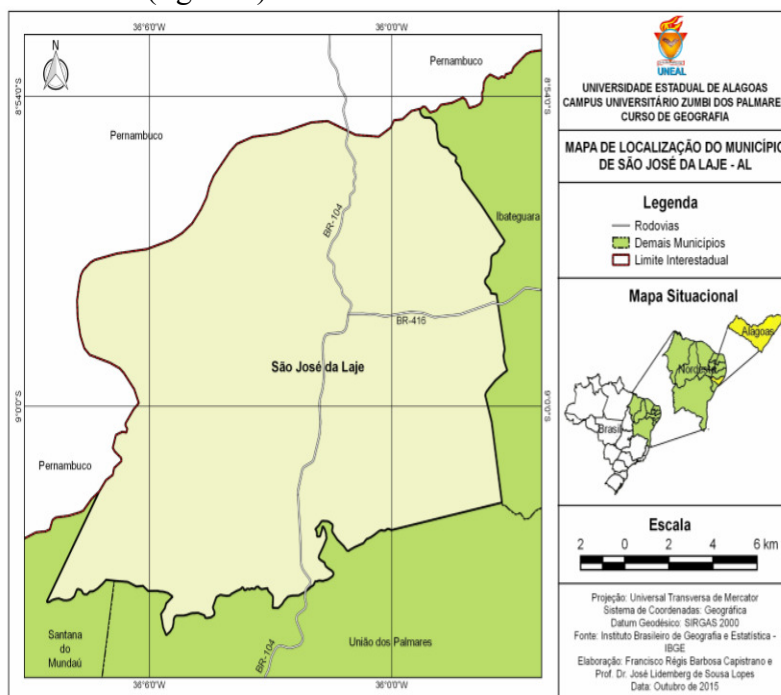 36°6'0"W
36°0'0"W
N
Pernambuco
Pernambuco
8°54'0"S
8°54'0"S
BR-104
Ibateguara
BR-416
São José da Laje
9°0'0"S
9°0'0"S
Pernambuco
Santana
do
Mundaú
BR-104
União dos Palmares
36°6'0"W
36°0'0"W
UNEAL
UNIVERSIDADE ESTADUAL DE ALAGOAS
CAMPUS UNIVERSITÁRIO ZUMBI DOS PALMARE
CURSO DE GEOGRAFIA
MAPA DE LOCALIZAÇÃO DO MUNICÍPIO
DE SÃO JOSÉ DA LAJE - AL
Legenda
Rodovias
Demais Municípios
Limite Interestadual
Mapa Situacional
Alagoas
Nordeste
Brasil
Escala
2 0 2 4 6 km
Projeção: Universal Transversa de Mercator
Sistema de Coordenadas: Geográfica
Datum Geodésico: SIRGAS 2000
Fonte: Instituto Brasileiro de Geografia e Estatística -
IBGE
Elaboração: Francisco Régis Barbosa Capistrano e
Prof. Dr. José Lidemberg de Sousa Lopes
Data: Outubro de 2015